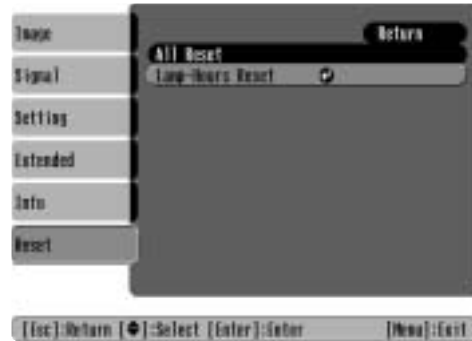 Image
Signal
Setting
Extended
Info
Reset
Return
All Reset
Lamp-Hours Reset
[Esc]:Return [◆]:Select [Enter]:Enter [Menu]:Exit